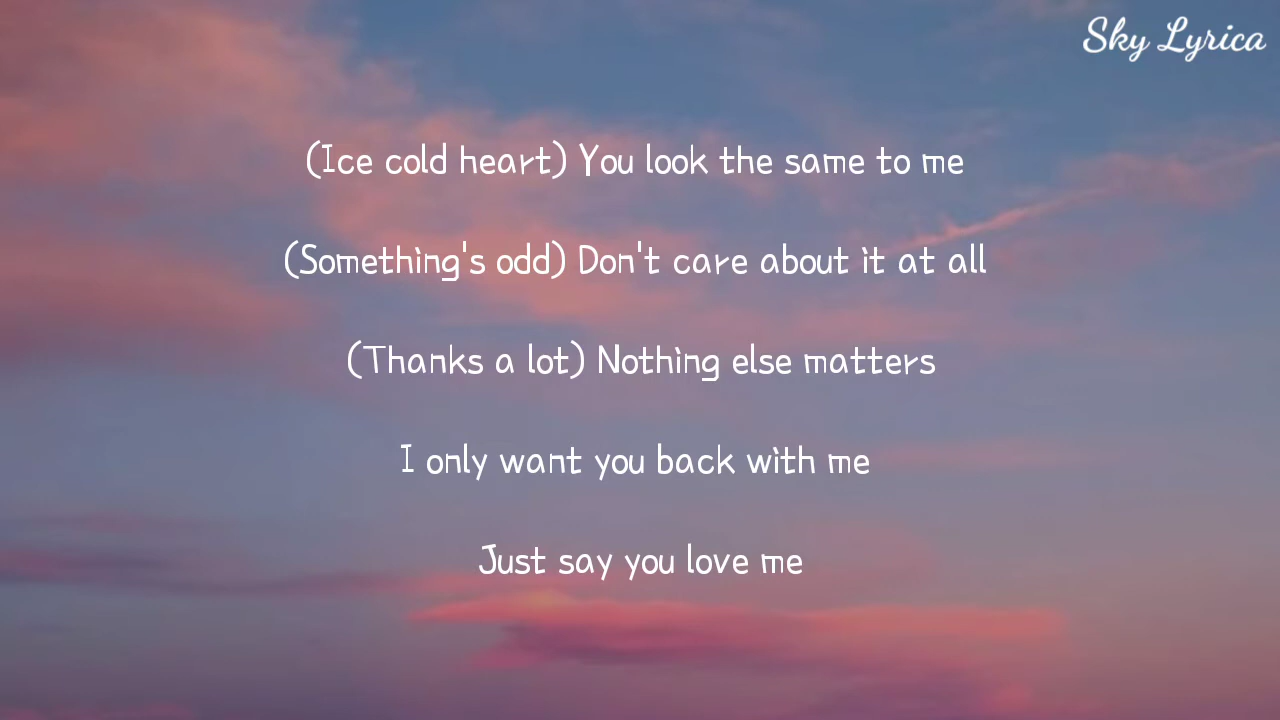 Sky Lyrica
(Ice cold heart) You look the same to me
(Something's odd) Don't care about it at all
(Thanks a lot) Nothing else matters
I only want you back with me
Just say you love me